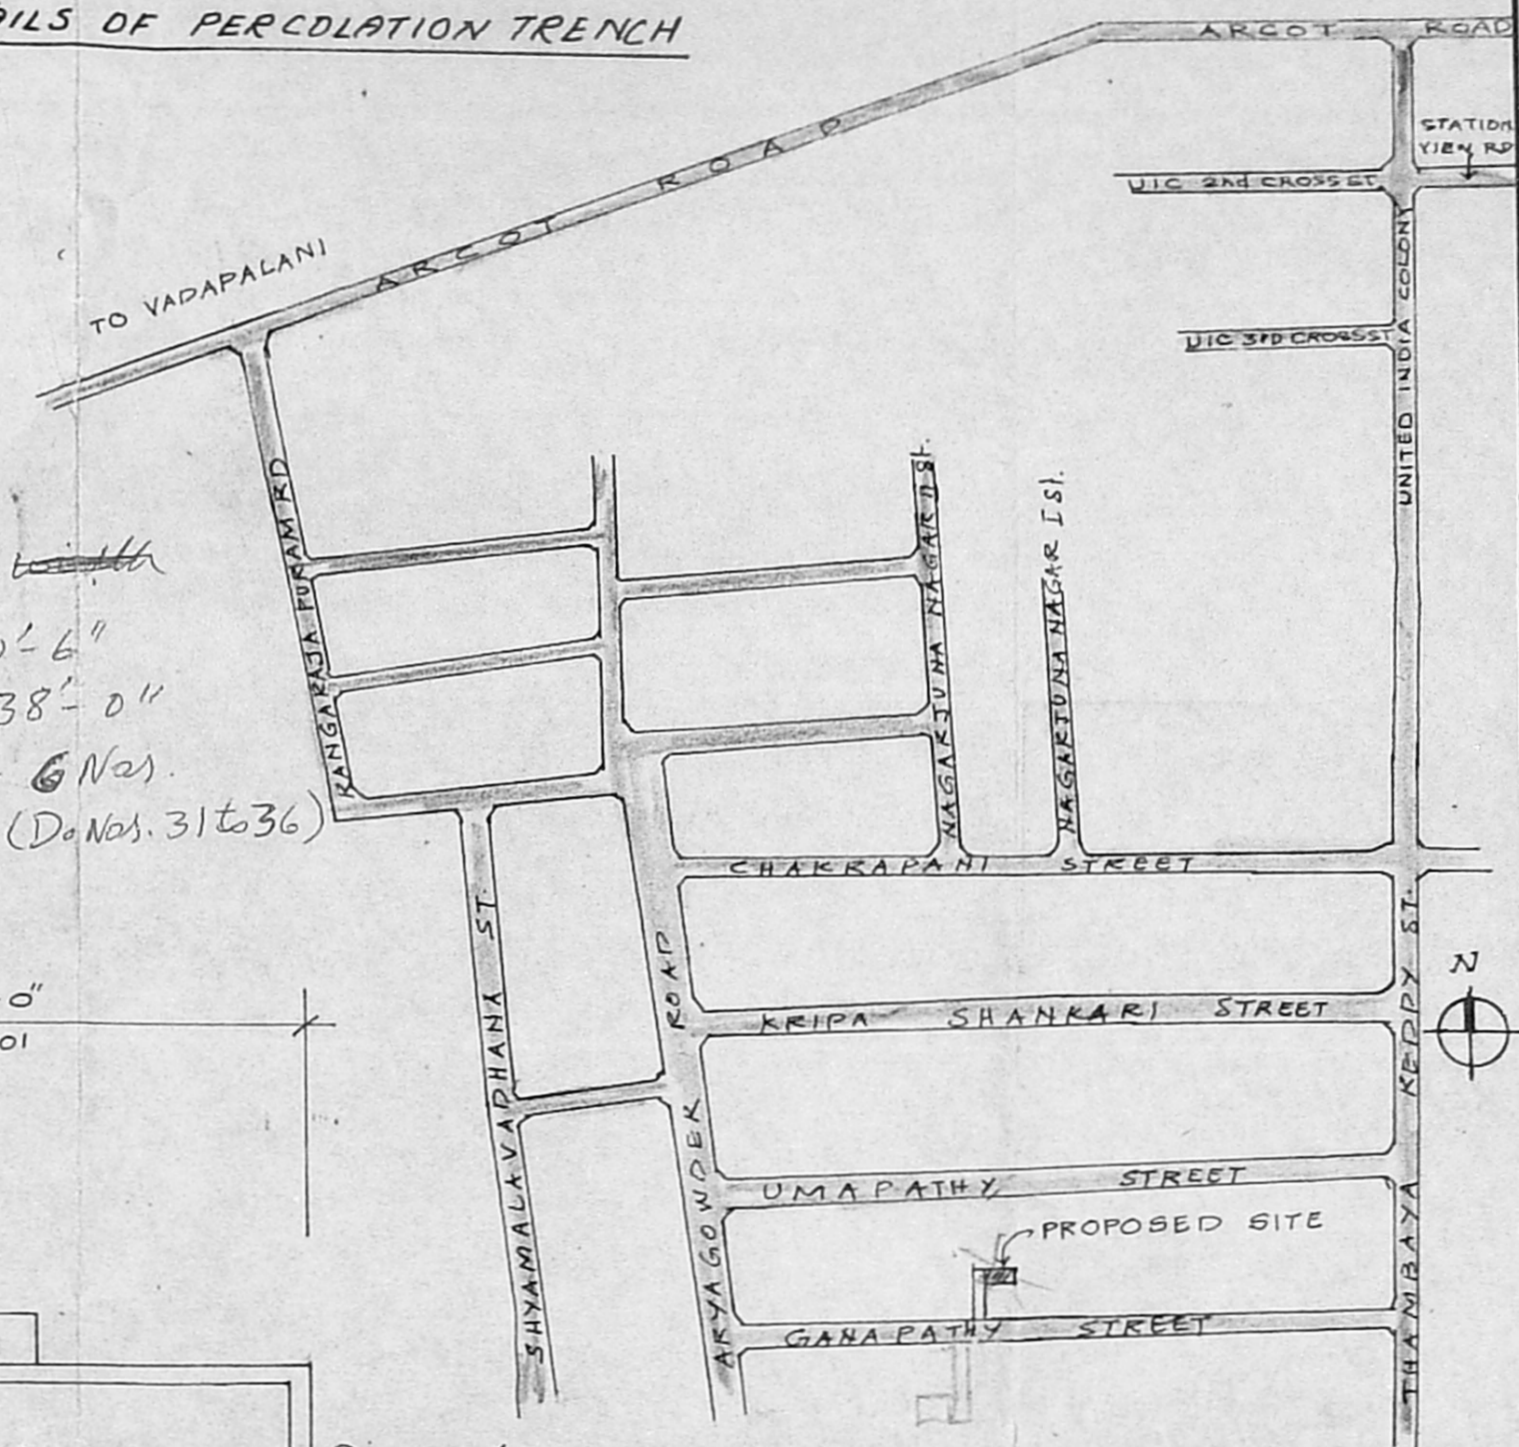 ILS OF PERCOLATION TRENCH
ARCOT ROAD
STATION
VIEW RD
UIC 2nd CROSS ST
ARCOT ROAD
TO VADAPALANI
UNITED INDIA COLONY
UIC 3RD CROSS ST
RANGARAJA PURAM RD
NAGARJUNA NAGAR II St.
NAGARJUNA NAGAR I St.
6"
38'- 0"
6 Nos.
(D. Nos. 31 to 36)
CHAKRAPANI STREET
SHYAMALAVADHANA ST.
ARYAGOWDER ROAD
THAMBAYA REDDY ST.
N
0"
01
KRIPA SHANKARI STREET
UMAPATHY STREET
PROPOSED SITE
GANAPATHY STREET